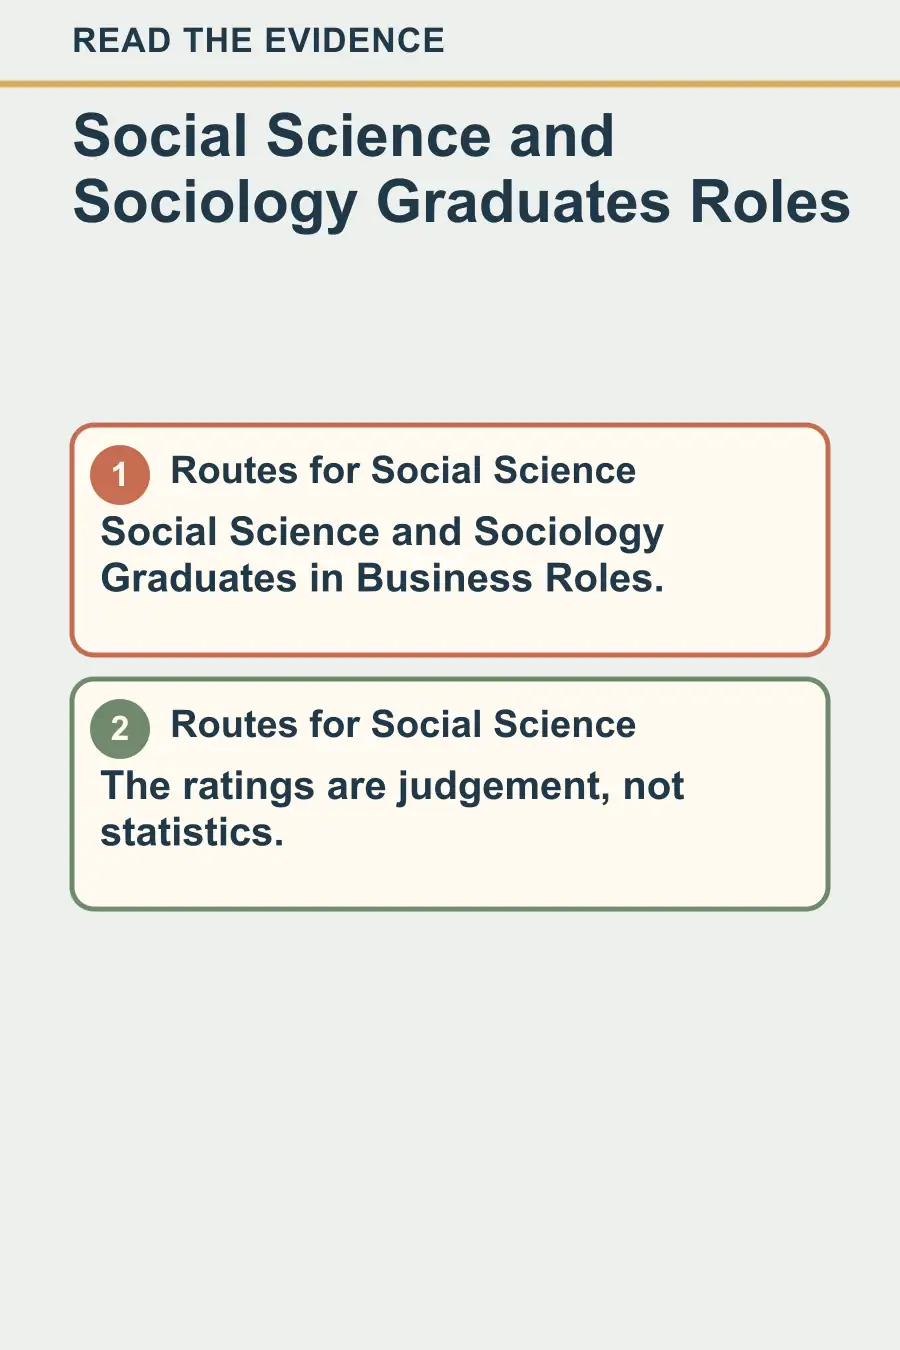 READ THE EVIDENCE
Social Science and
Sociology Graduates Roles
1 Routes for Social Science
Social Science and Sociology
Graduates in Business Roles.
2 Routes for Social Science
The ratings are judgement, not
statistics.